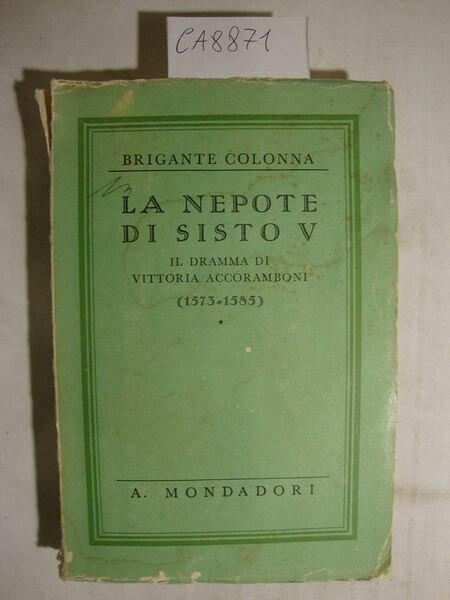 CA8871
BRIGANTE COLONNA
LA NEPOTE
DI SISTO V
IL DRAMMA DI
VITTORIA ACCORAMBONI
(1573-1585)
*
A. MONDADORI